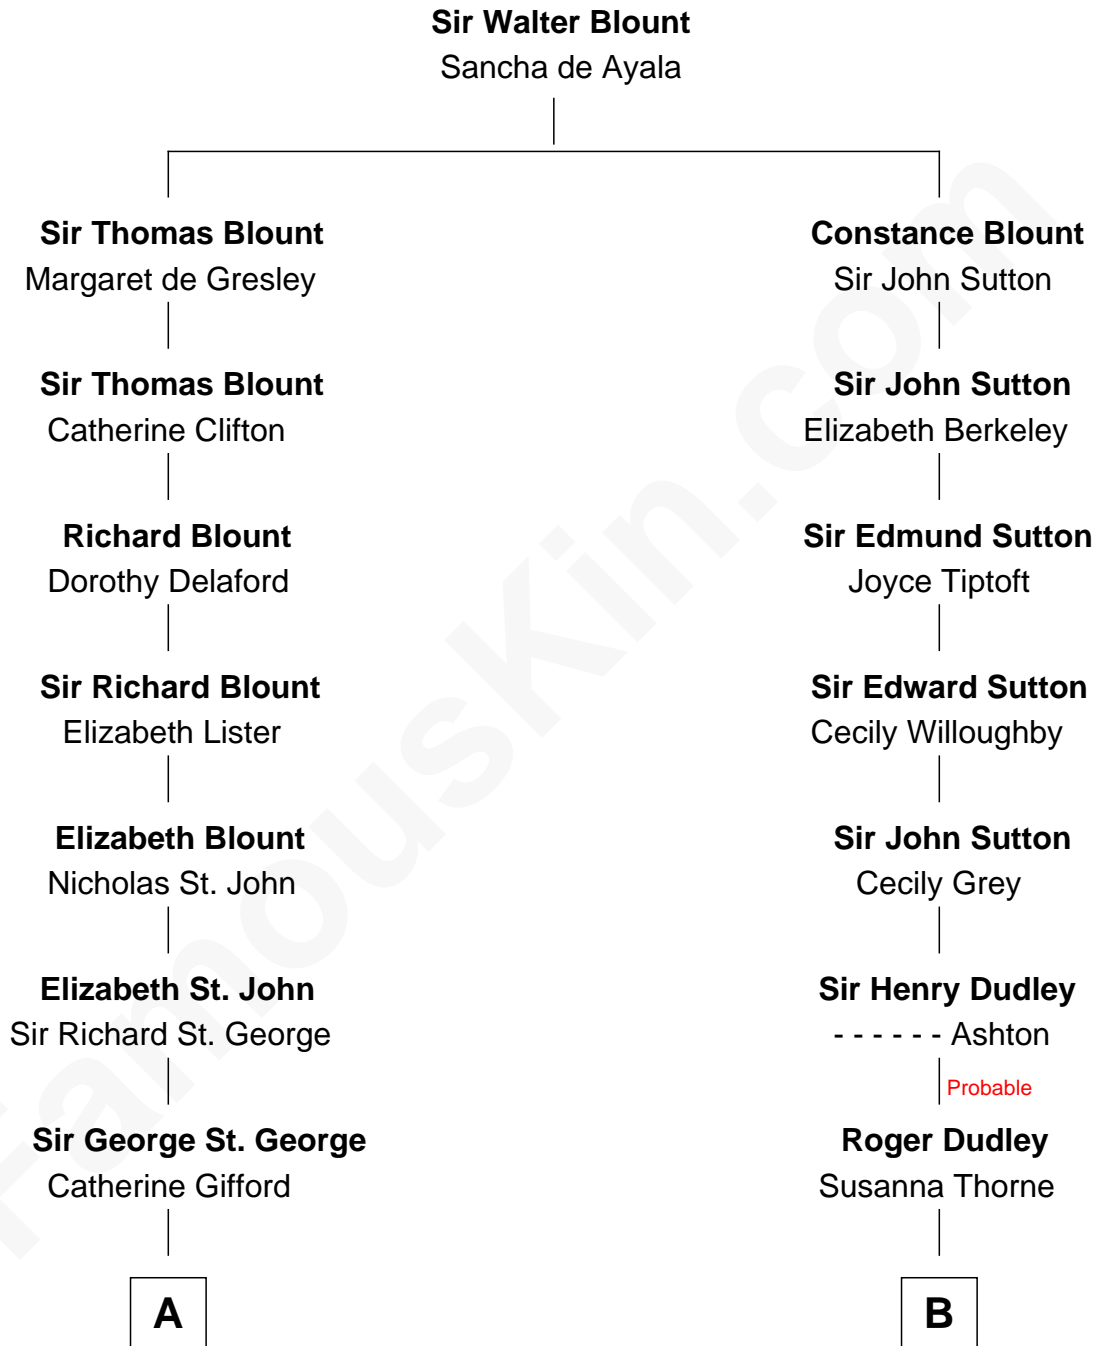 Sir Walter Blount
Sancha de Ayala
Sir Thomas Blount
Margaret de Gresley
Sir Thomas Blount
Catherine Clifton
Richard Blount
Dorothy Delaford
Sir Richard Blount
Elizabeth Lister
Elizabeth Blount
Nicholas St. John
Elizabeth St. John
Sir Richard St. George
Sir George St. George
Catherine Gifford
A
Constance Blount
Sir John Sutton
Sir John Sutton
Elizabeth Berkeley
Sir Edmund Sutton
Joyce Tiptoft
Sir Edward Sutton
Cecily Willoughby
Sir John Sutton
Cecily Grey
Sir Henry Dudley
- - - - - - Ashton
Probable
Roger Dudley
Susanna Thorne
B
FamousKin.com